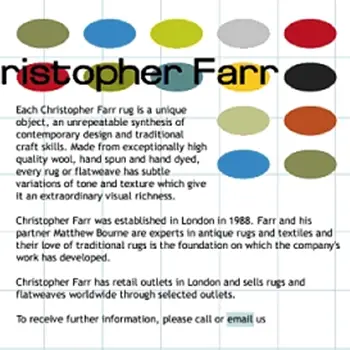 ristopher Farr
Each Christopher Farr rug is a unique
object, an unrepeatable synthesis of
contemporary design and traditional
craft skills. Made from exceptionally high
quality wool, hand spun and hand dyed,
every rug or flatweave has subtle
variations of tone and texture which give
it an extraordinary visual richness.
Christopher Farr was established in London in 1988. Farr and his
partner Matthew Bourne are experts in antique rugs and textiles and
their love of traditional rugs is the foundation on which the company's
work has developed.
Christopher Farr has retail outlets in London and sells rugs and
flatweaves worldwide through selected outlets.
To receive further information, please call or email us